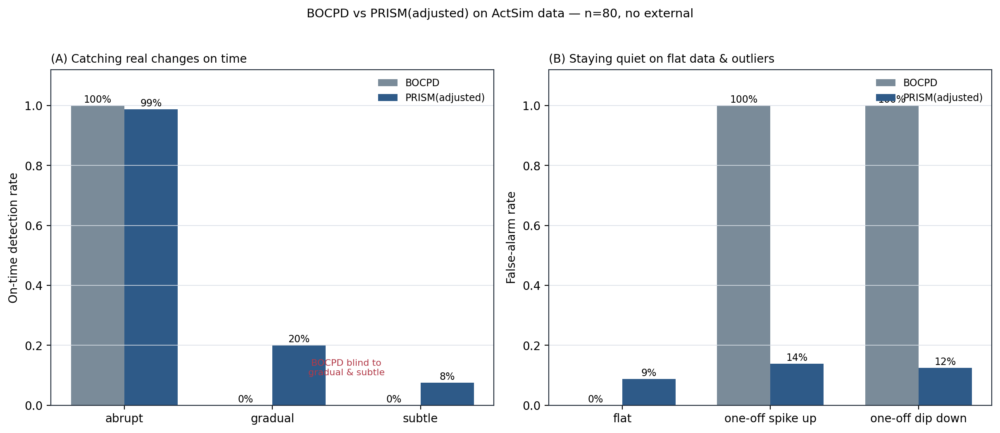 BOCPD vs PRISM(adjusted) on ActSim data — n=80, no external
(A) Catching real changes on time
On-time detection rate
1.0
0.8
0.6
0.4
0.2
0.0
BOCPD
PRISM(adjusted)
100%
99%
0%
20%
BOCPD blind to
gradual & subtle
0%
8%
abrupt
gradual
subtle
(B) Staying quiet on flat data & outliers
False-alarm rate
1.0
0.8
0.6
0.4
0.2
0.0
BOCPD
PRISM(adjusted)
0%
9%
100%
14%
100%
12%
flat
one-off spike up
one-off dip down